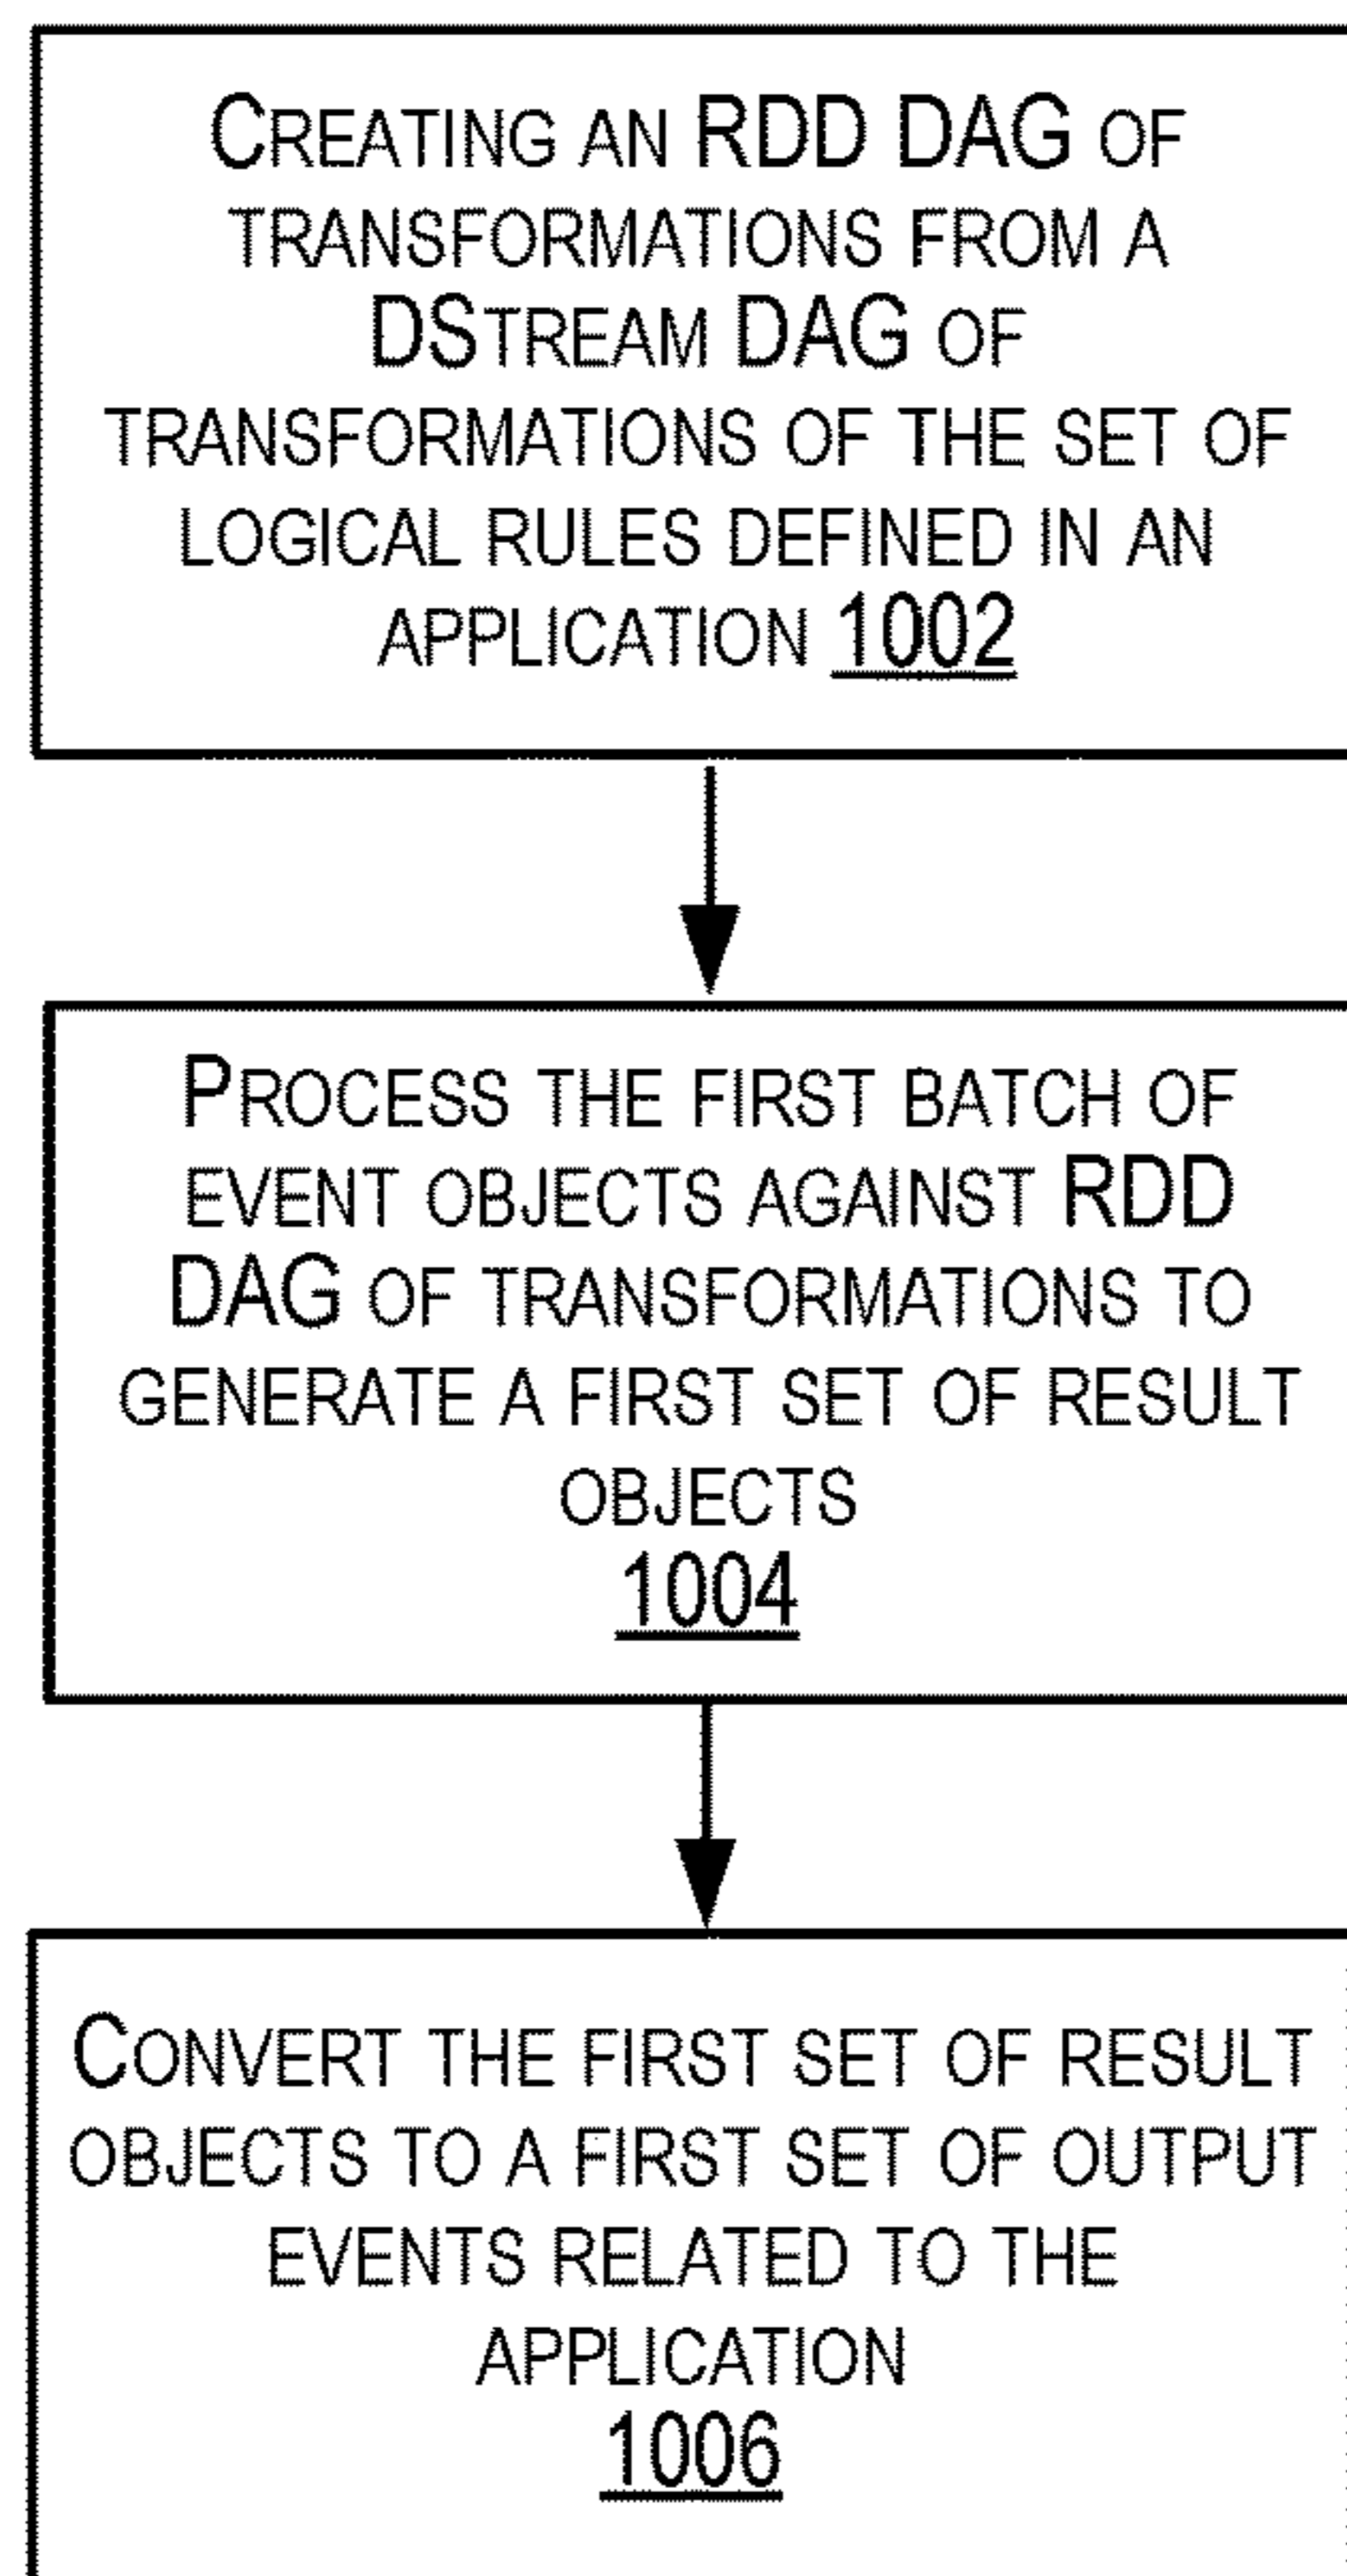 CREATING AN RDD DAG OF
TRANSFORMATIONS FROM A
DSTREAM DAG OF
TRANSFORMATIONS OF THE SET OF
LOGICAL RULES DEFINED IN AN
APPLICATION 1002
PROCESS THE FIRST BATCH OF
EVENT OBJECTS AGAINST RDD
DAG OF TRANSFORMATIONS TO
GENERATE A FIRST SET OF RESULT
OBJECTS
1004
CONVERT THE FIRST SET OF RESULT
OBJECTS TO A FIRST SET OF OUTPUT
EVENTS RELATED TO THE
APPLICATION
1006